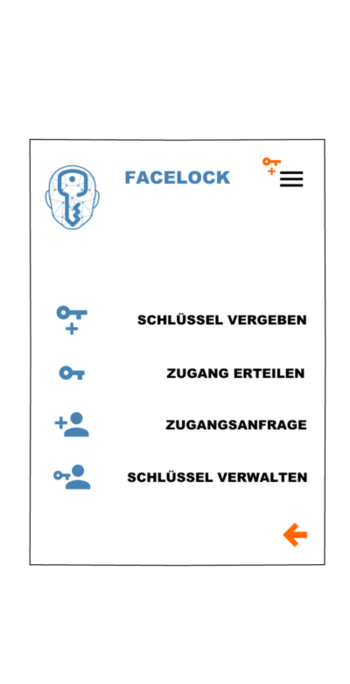 FACELOCK
SCHLÜSSEL VERGEBEN
ZUGANG ERTEILEN
ZUGANGSANFRAGE
SCHLÜSSEL VERWALTEN